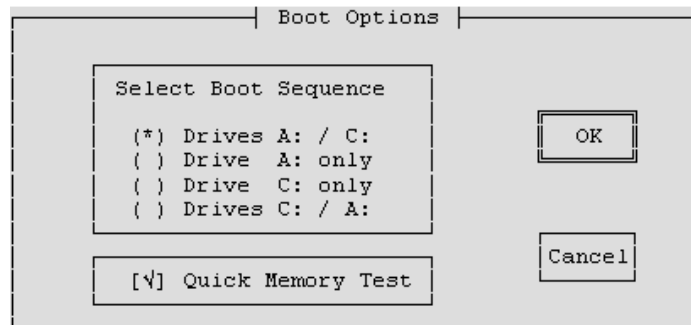 Boot Options
Select Boot Sequence
(*) Drives A: / C:
( ) Drive  A: only
( ) Drive  C: only
( ) Drives C: / A:
[√] Quick Memory Test
OK
Cancel